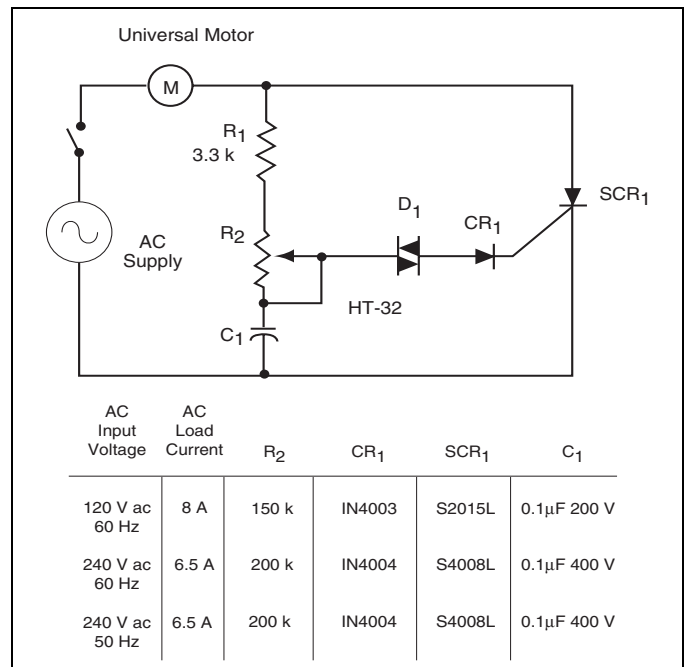 Universal Motor
M
R1
3.3 k
SCR1
D1
CR1
R2
AC
Supply
HT-32
C1
AC
Input
Voltage
AC
Load
Current
R2
CR1
SCR1
C1
120 V ac
60 Hz
8 A
150 k
IN4003
S2015L
0.1μF 200 V
240 V ac
60 Hz
6.5 A
200 k
IN4004
S4008L
0.1μF 400 V
240 V ac
50 Hz
6.5 A
200 k
IN4004
S4008L
0.1μF 400 V